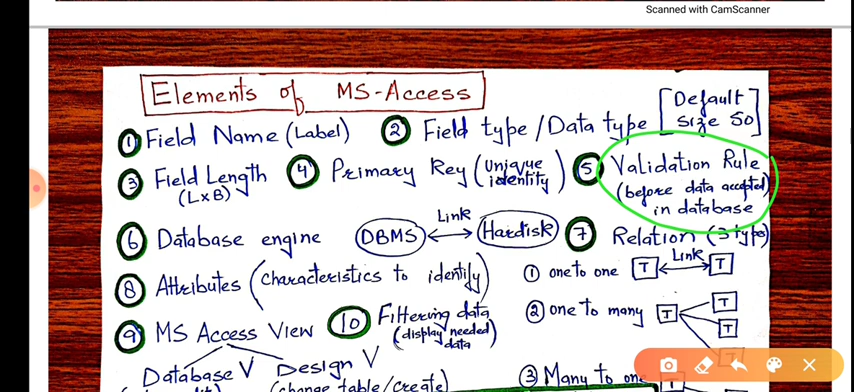 Scanned with CamScanner
Elements of MS-Access
① Field Name (Label) ② Field type/Data type [Default size 50]
③ Field Length (L×B) ④ Primary Key (Unique identity) ⑤ Validation Rule (before data accepted) in database
⑥ Database engine DBMS Link Hardisk ⑦ Relation (3 type)
⑧ Attributes (Characteristics to identify) ① one to one T Link T
⑨ MS Access View ⑩ Filtering data (display needed data) ② one to many T T T T
Database V Design V
(change table/create) ③ Many to one